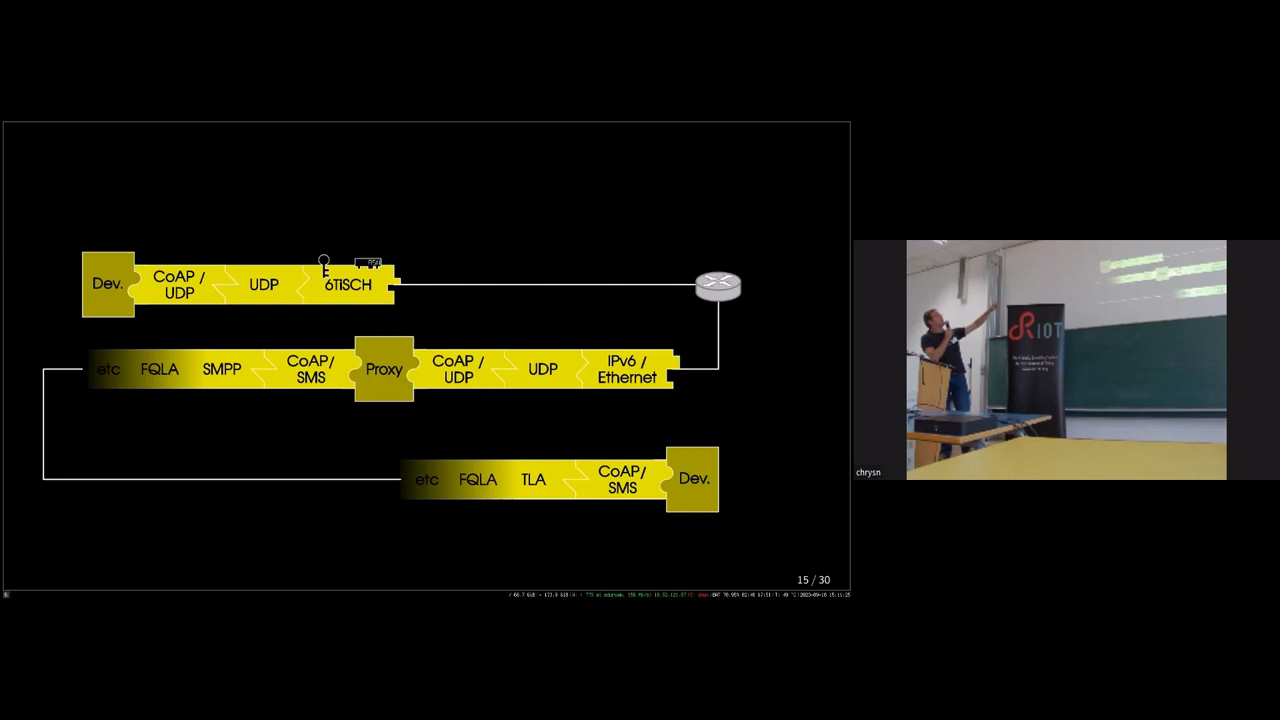 Dev.
CoAP /
UDP
UDP
6TiSCH
etc
FQLA
SMPP
CoAP/
SMS
Proxy
CoAP /
UDP
UDP
IPv6 /
Ethernet
etc
FQLA
TLA
CoAP/
SMS
Dev.
15 / 30
RIOT
chrysn